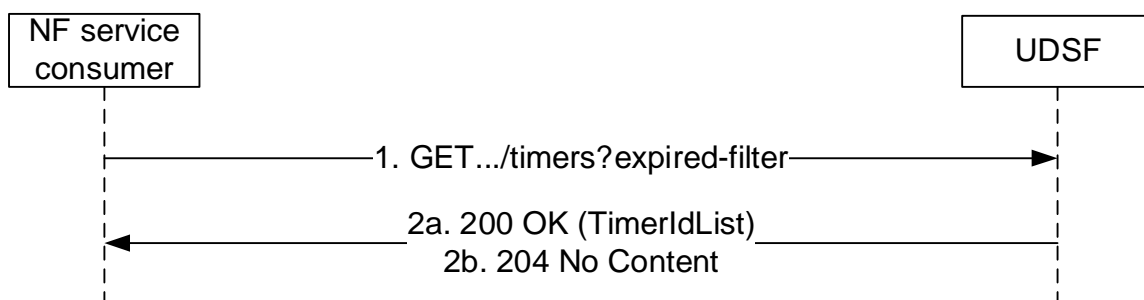 NF service
consumer
UDSF
1. GET.../timers?expired-filter
2a. 200 OK (TimerIdList)
2b. 204 No Content